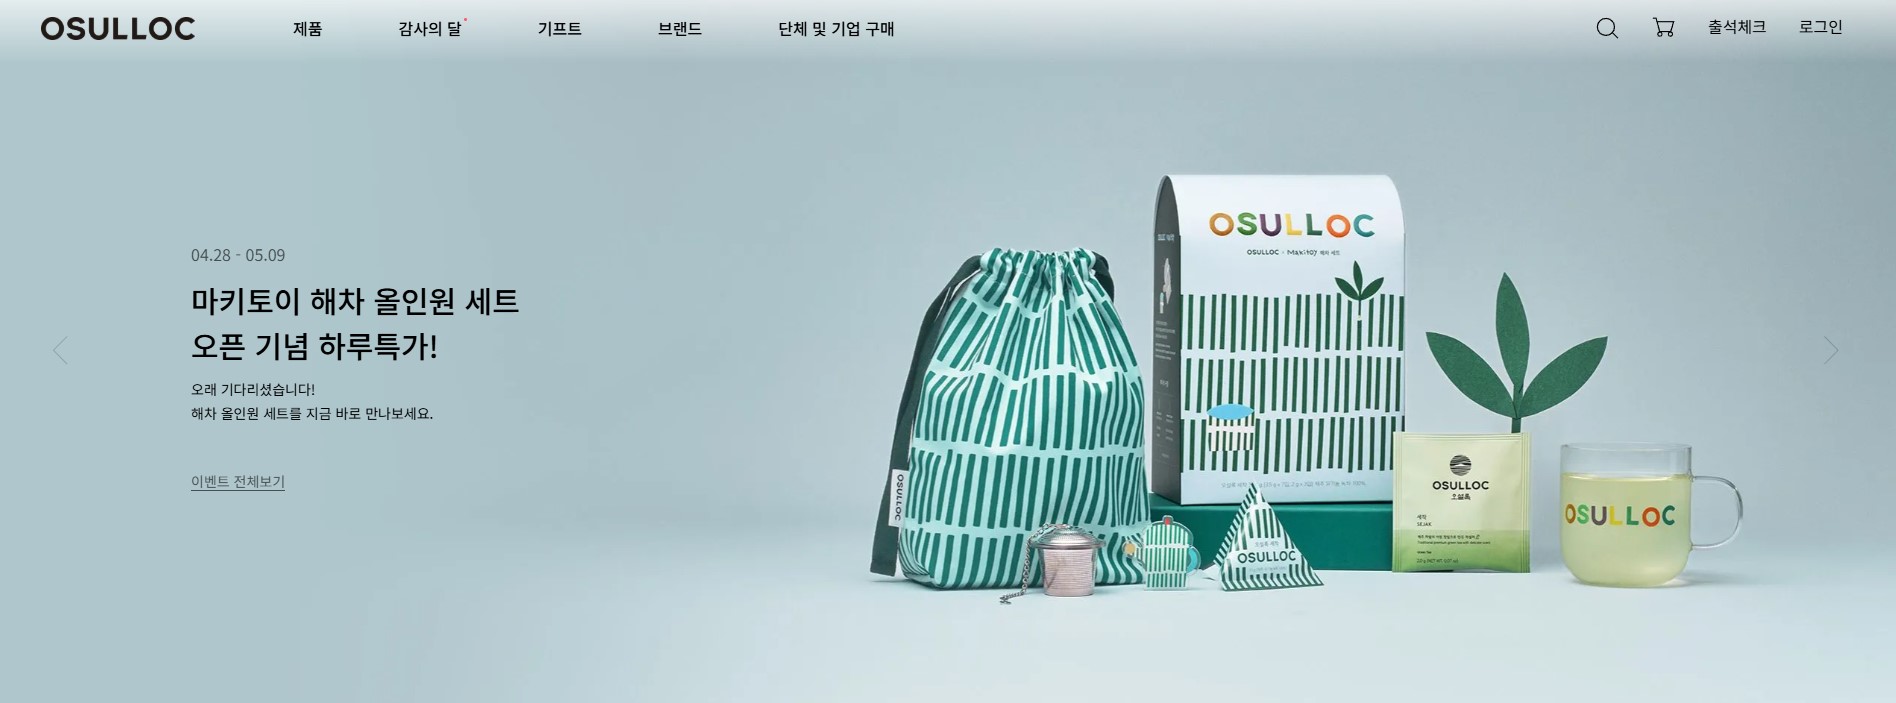 OSULLOC
제품
감사의 달
기프트
브랜드
단체 및 기업 구매
출석체크
로그인
04.28 - 05.09
마키토이 해차 올인원 세트
오픈 기념 하루특가!
오래 기다리셨습니다!
해차 올인원 세트를 지금 바로 만나보세요.
이벤트 전체보기
OSULLOC
OSULLOC x Makitoy 해차 세트
OSULLOC
오설록 세작
OSULLOC
OSULLOC
오설록
세작
SEJAK
OSULLOC